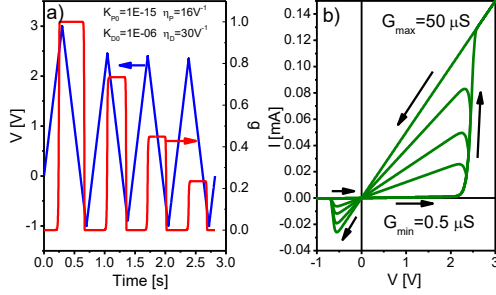 a)
K_P0=1E-15 η_P=16V⁻¹
K_D0=1E-06 η_D=30V⁻¹
V [V]
3
2
1
0
-1
1.0
0.8
0.6
0.4
0.2
0.0
g
0.0 0.5 1.0 1.5 2.0 2.5 3.0
Time [s]
b)
G_max=50 μS
I [mA]
0.14
0.12
0.10
0.08
0.06
0.04
0.02
0.00
-0.02
-0.04
G_min=0.5 μS
-1 0 1 2 3
V [V]